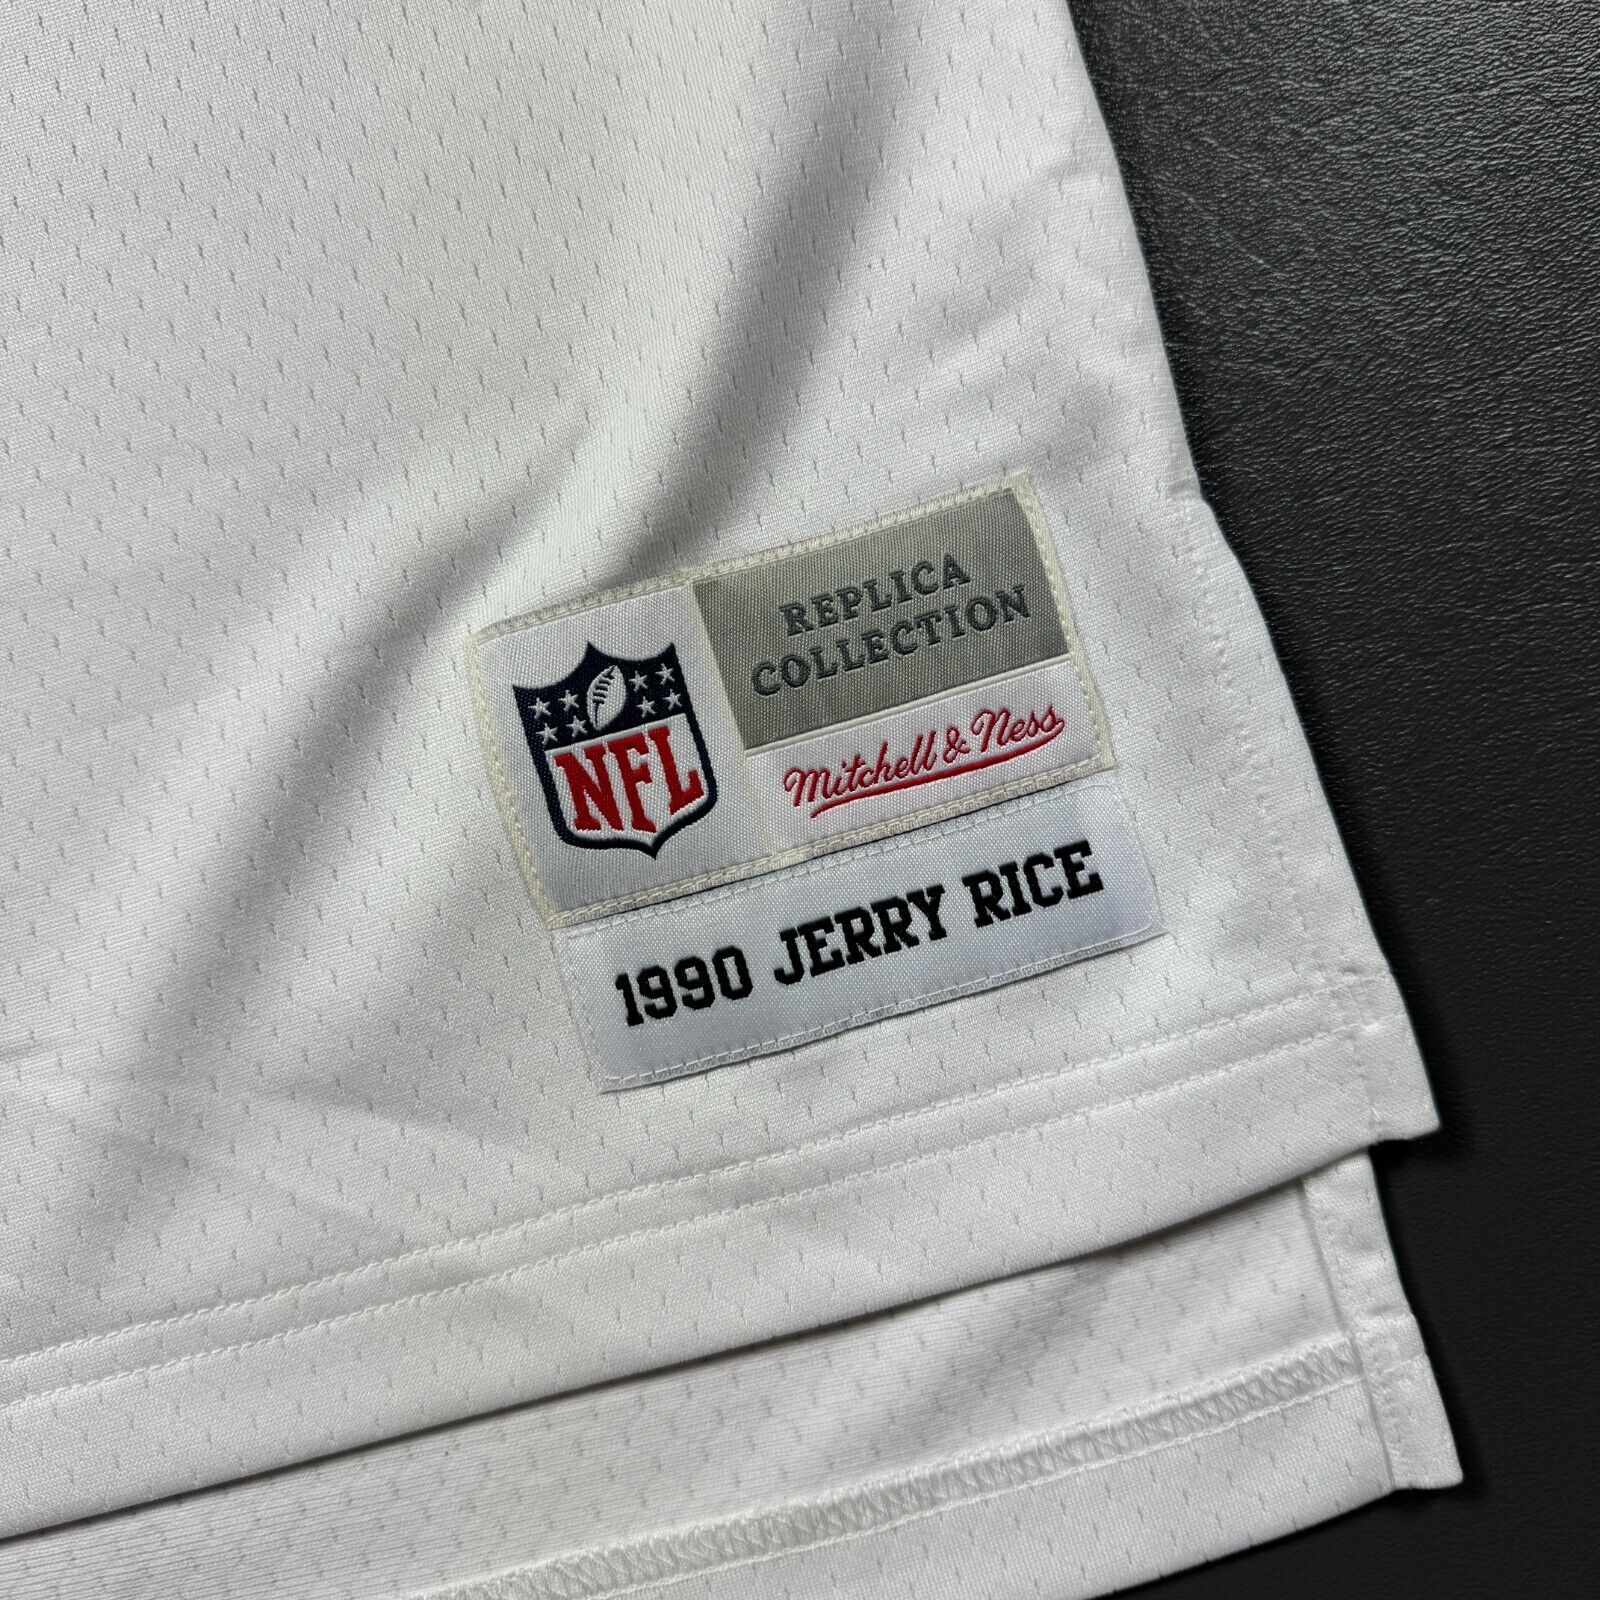 REPLICA
COLLECTION
NFL
Mitchell & Ness
1990 JERRY RICE